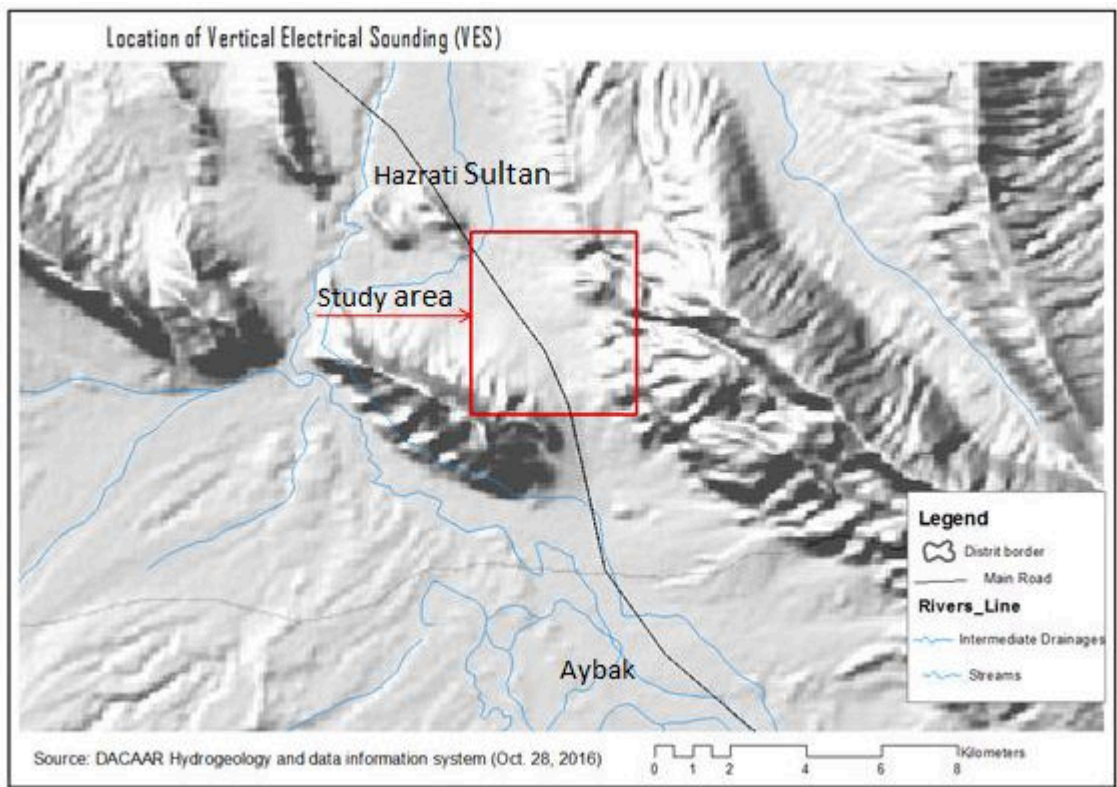 Location of Vertical Electrical Sounding (VES)
Hazrati Sultan
Study area
Aybak
Legend
Distrit border
Main Road
Rivers_Line
Intermediate Drainages
Streams
Source: DACAAR Hydrogeology and data information system (Oct. 28, 2016)
Kilometers
0 1 2 4 6 8